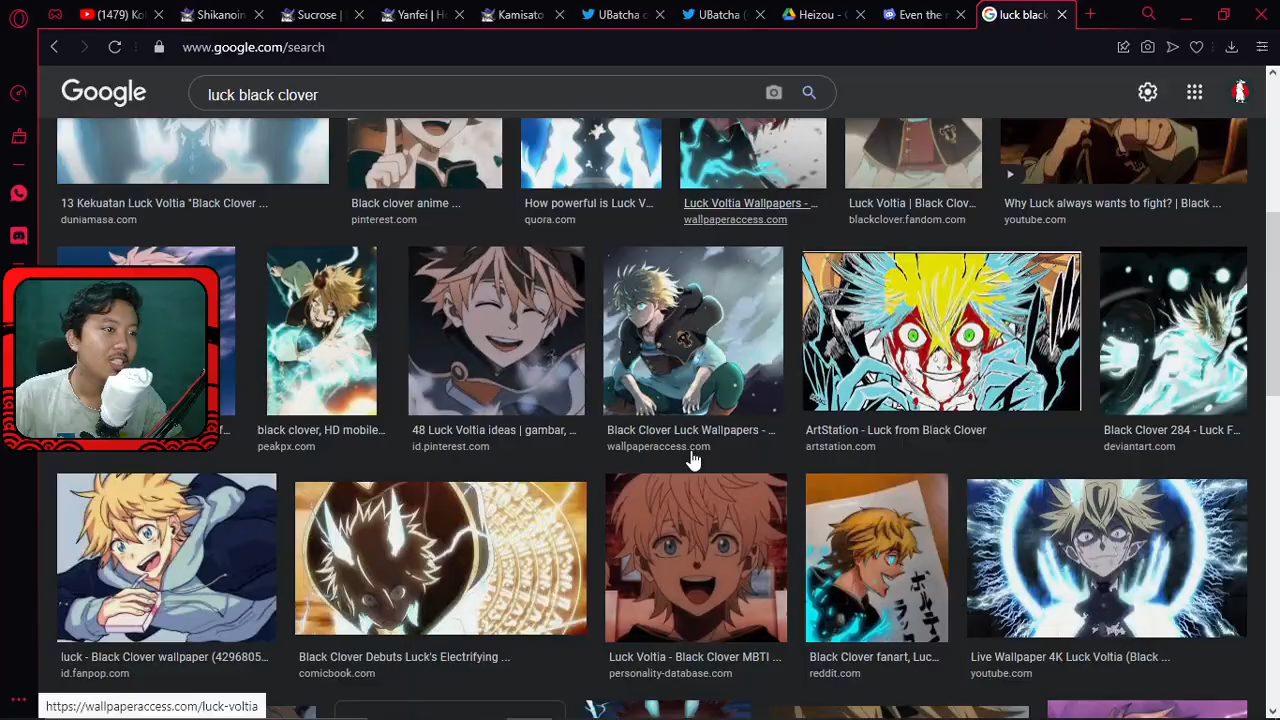 (1479) Ko
Shikanoin
Sucrose |
Yanfei | H
Kamisato
UBatcha
UBatcha (
Heizou -
Even the
luck black
www.google.com/search
Google
luck black clover
13 Kekuatan Luck Voltia "Black Clover ...
duniamasa.com
Black clover anime ...
pinterest.com
How powerful is Luck V...
quora.com
Luck Voltia Wallpapers - ...
wallpaperaccess.com
Luck Voltia | Black Clov...
blackclover.fandom.com
Why Luck always wants to fight? | Black ...
youtube.com
black clover, HD mobile...
peakpx.com
48 Luck Voltia ideas | gambar, ...
id.pinterest.com
Black Clover Luck Wallpapers - ...
wallpaperaccess.com
ArtStation - Luck from Black Clover
artstation.com
Black Clover 284 - Luck F...
deviantart.com
ボルテ
ラック
luck - Black Clover wallpaper (4296805...
id.fanpop.com
Black Clover Debuts Luck's Electrifying ...
comicbook.com
Luck Voltia - Black Clover MBTI ...
personality-database.com
Black Clover fanart, Luc...
reddit.com
Live Wallpaper 4K Luck Voltia (Black ...
youtube.com
https://wallpaperaccess.com/luck-voltia